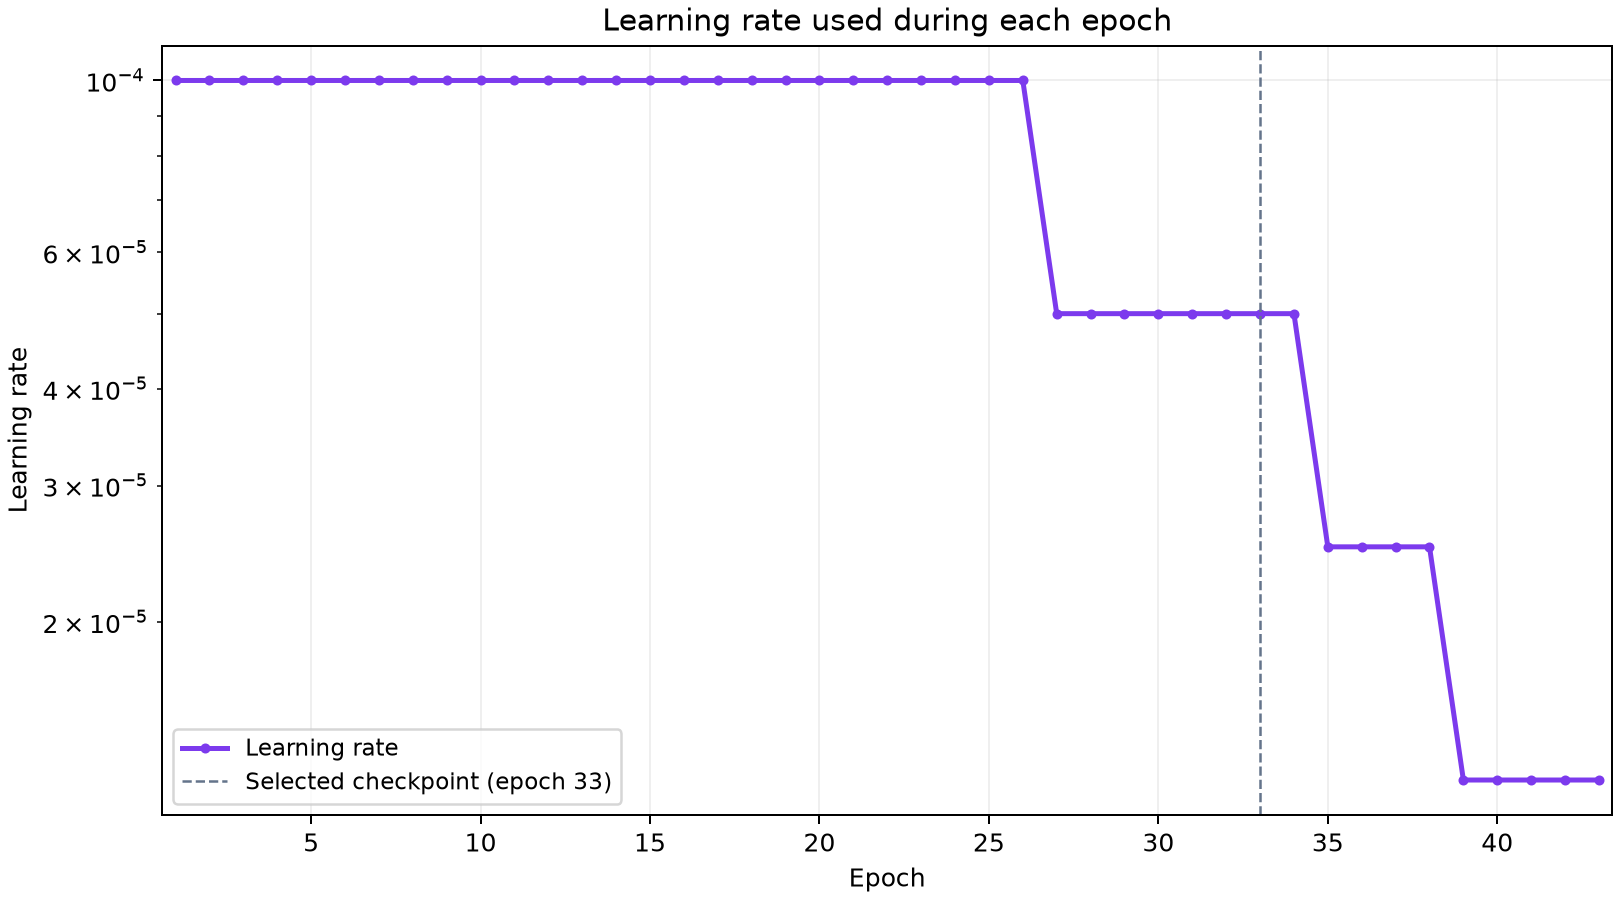 Learning rate used during each epoch
10⁻⁴
6 × 10⁻⁵
4 × 10⁻⁵
3 × 10⁻⁵
2 × 10⁻⁵
Learning rate
Learning rate
Selected checkpoint (epoch 33)
5 10 15 20 25 30 35 40
Epoch